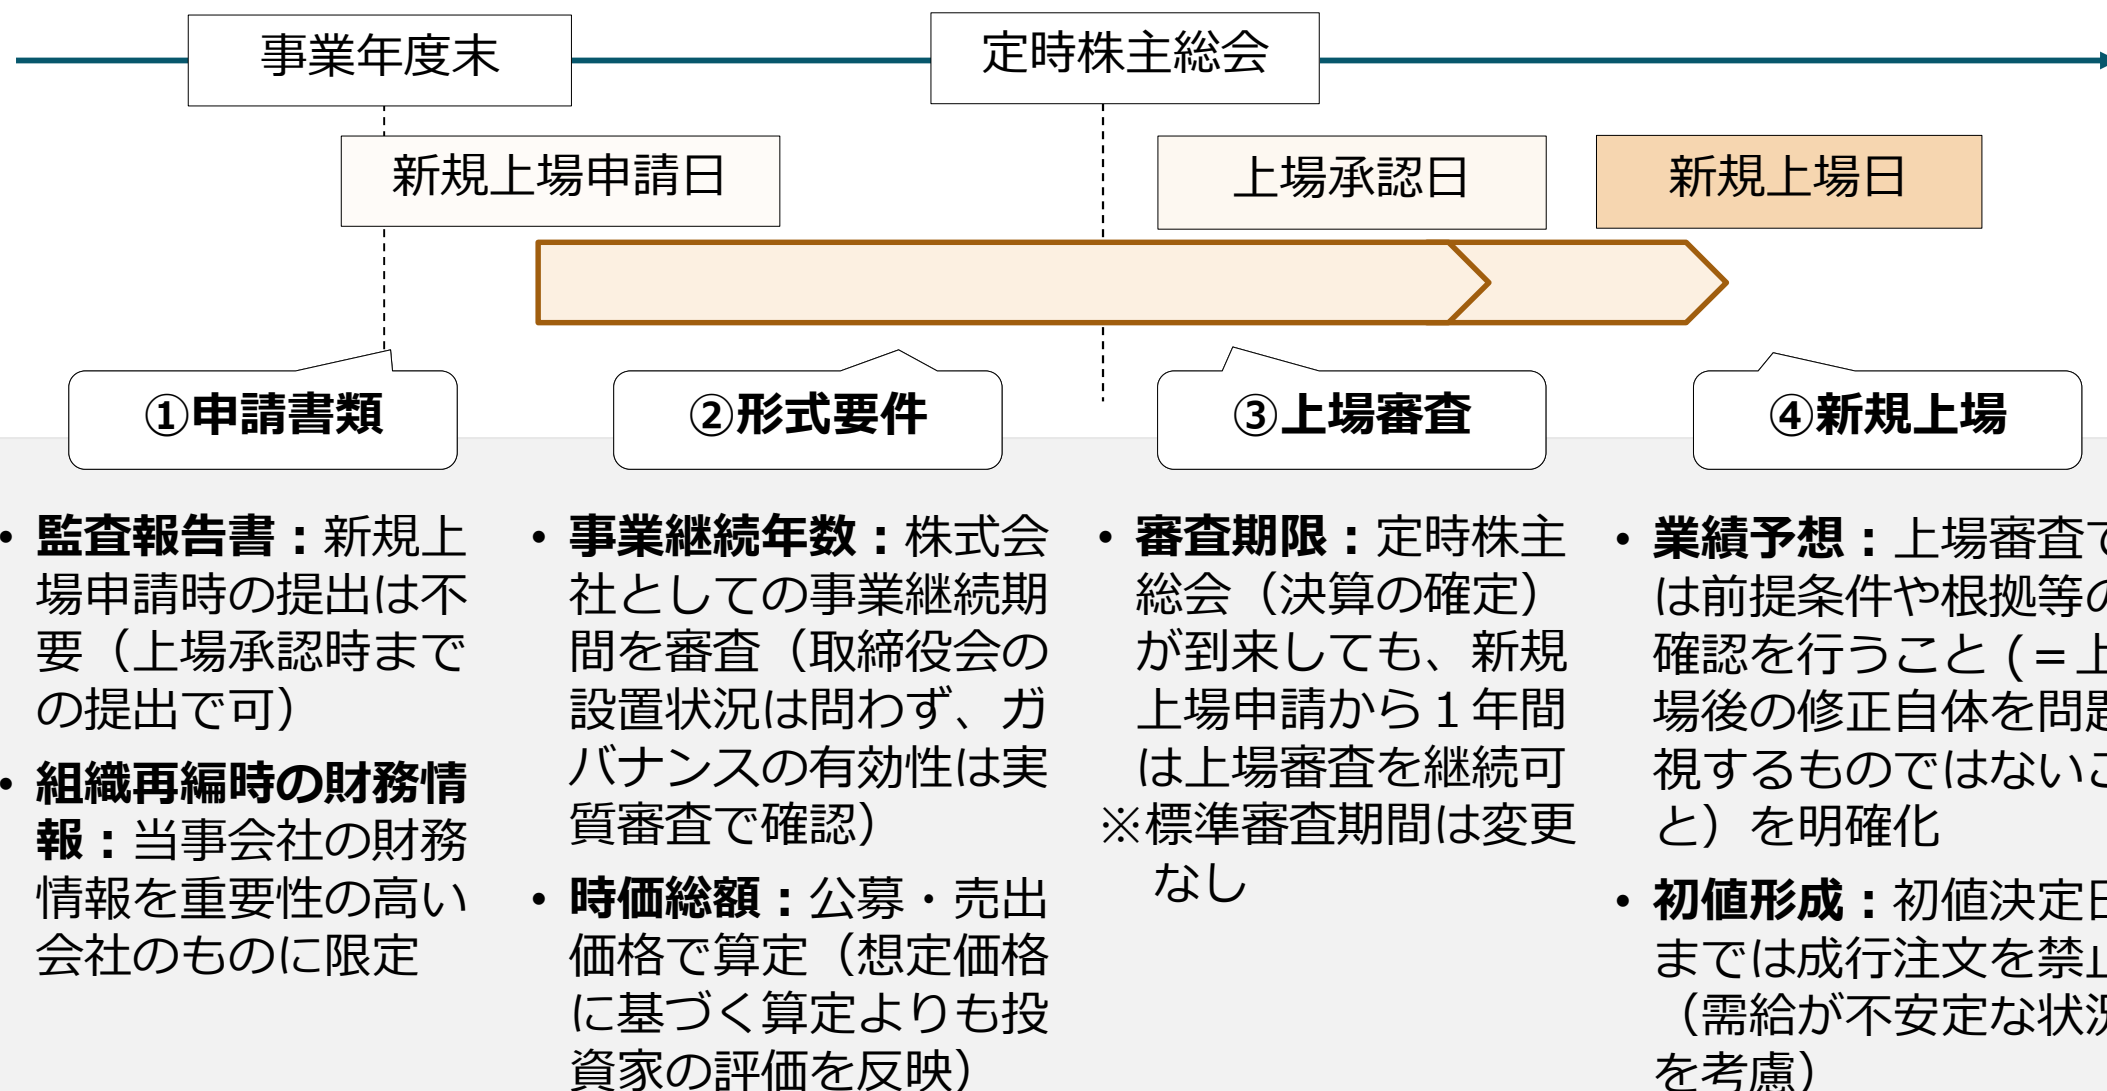 事業年度末
定時株主総会
新規上場申請日
上場承認日
新規上場日
①申請書類
②形式要件
③上場審査
④新規上場
• 監査報告書：新規上
場申請時の提出は不
要（上場承認時まで
の提出で可）
• 組織再編時の財務情
報：当事会社の財務
情報を重要性の高い
会社のものに限定
• 事業継続年数：株式会
社としての事業継続期
間を審査（取締役会の
設置状況は問わず、ガ
バナンスの有効性は実
質審査で確認）
• 時価総額：公募・売出
価格で算定（想定価格
に基づく算定よりも投
資家の評価を反映）
• 審査期限：定時株主
総会（決算の確定）
が到来しても、新規
上場申請から１年間
は上場審査を継続可
※標準審査期間は変更
なし
• 業績予想：上場審査で
は前提条件や根拠等の
確認を行うこと (＝上
場後の修正自体を問題
視するものではないこ
と）を明確化
• 初値形成：初値決定日
までは成行注文を禁止
（需給が不安定な状況
を考慮）